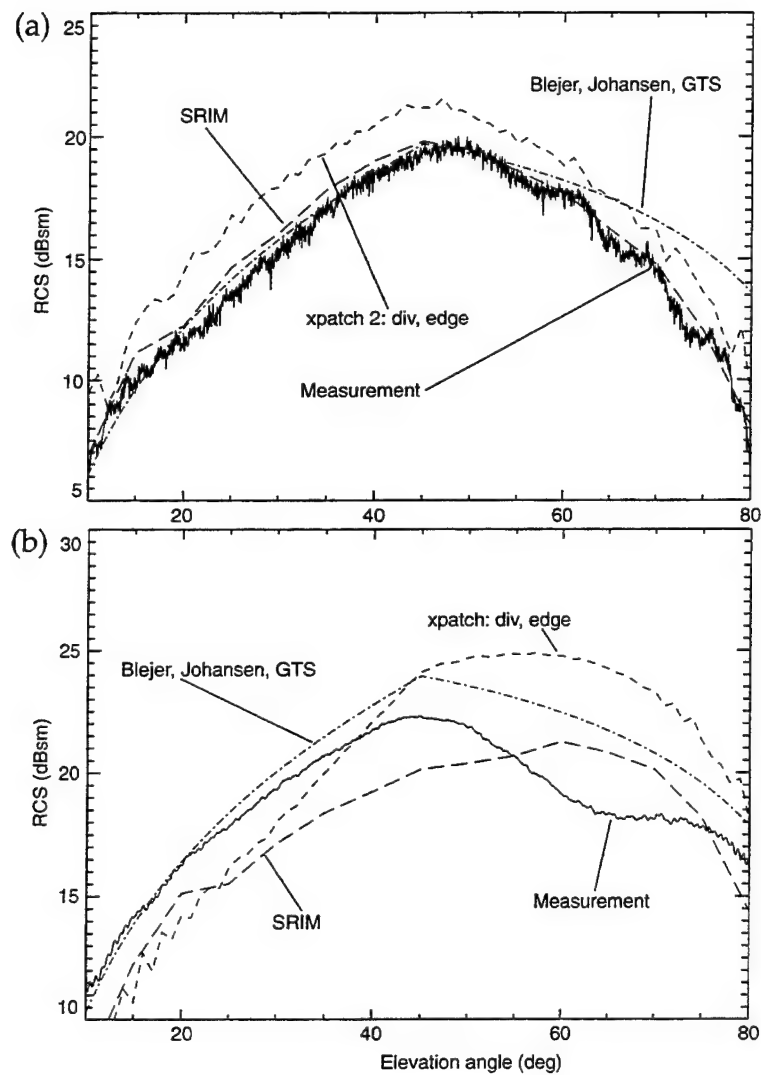 (a)
25
20
15
10
5
RCS (dBsm)
SRIM
Blejer, Johansen, GTS
xpatch 2: div, edge
Measurement
20
40
60
80
(b)
30
25
20
15
10
RCS (dBsm)
xpatch: div, edge
Blejer, Johansen, GTS
SRIM
Measurement
20
40
60
80
Elevation angle (deg)